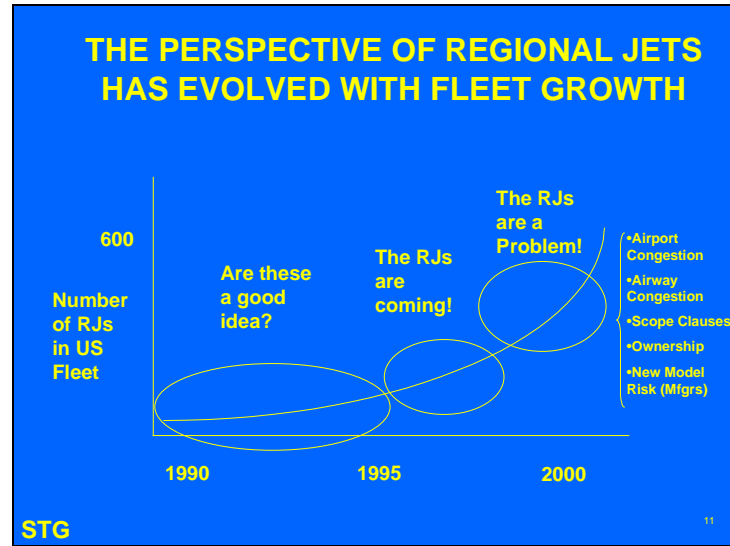 THE PERSPECTIVE OF REGIONAL JETS
HAS EVOLVED WITH FLEET GROWTH
600
Number
of RJs
in US
Fleet
Are these
a good
idea?
The RJs
are
coming!
The RJs
are a
Problem!
•Airport
Congestion
•Airway
Congestion
•Scope Clauses
•Ownership
•New Model
Risk (Mfgrs)
1990
1995
2000
STG
11